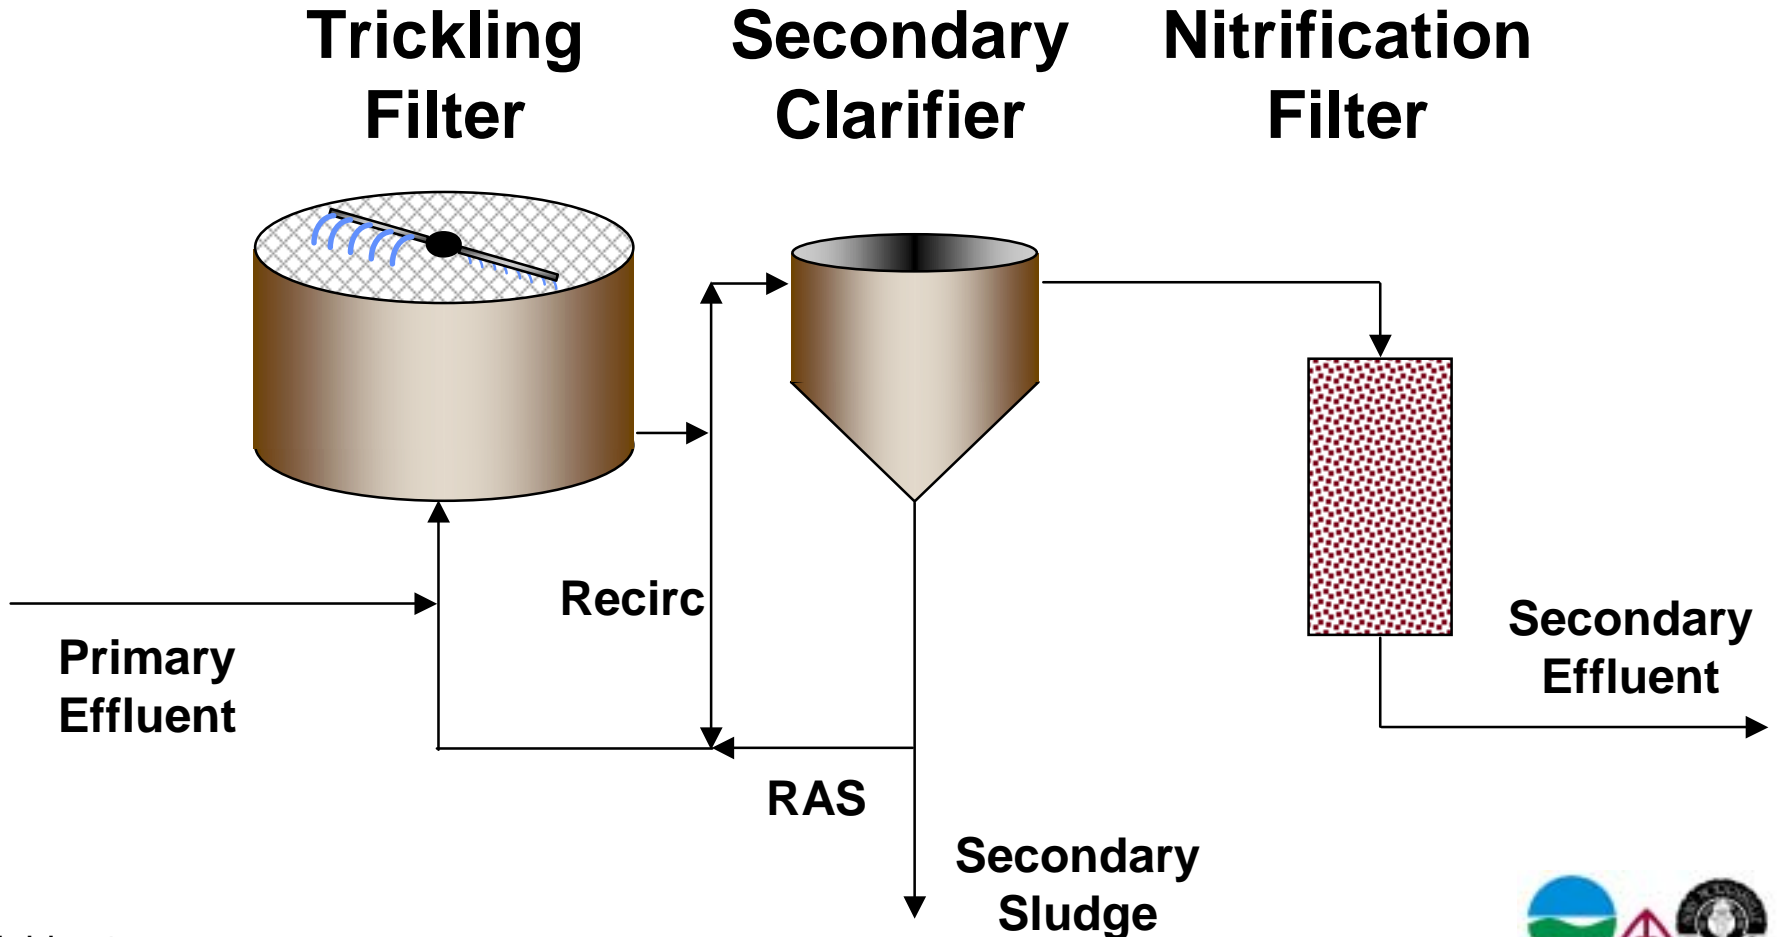 Trickling
Filter
Secondary
Clarifier
Nitrification
Filter
Recirc
Primary
Effluent
Secondary
Effluent
RAS
Secondary
Sludge